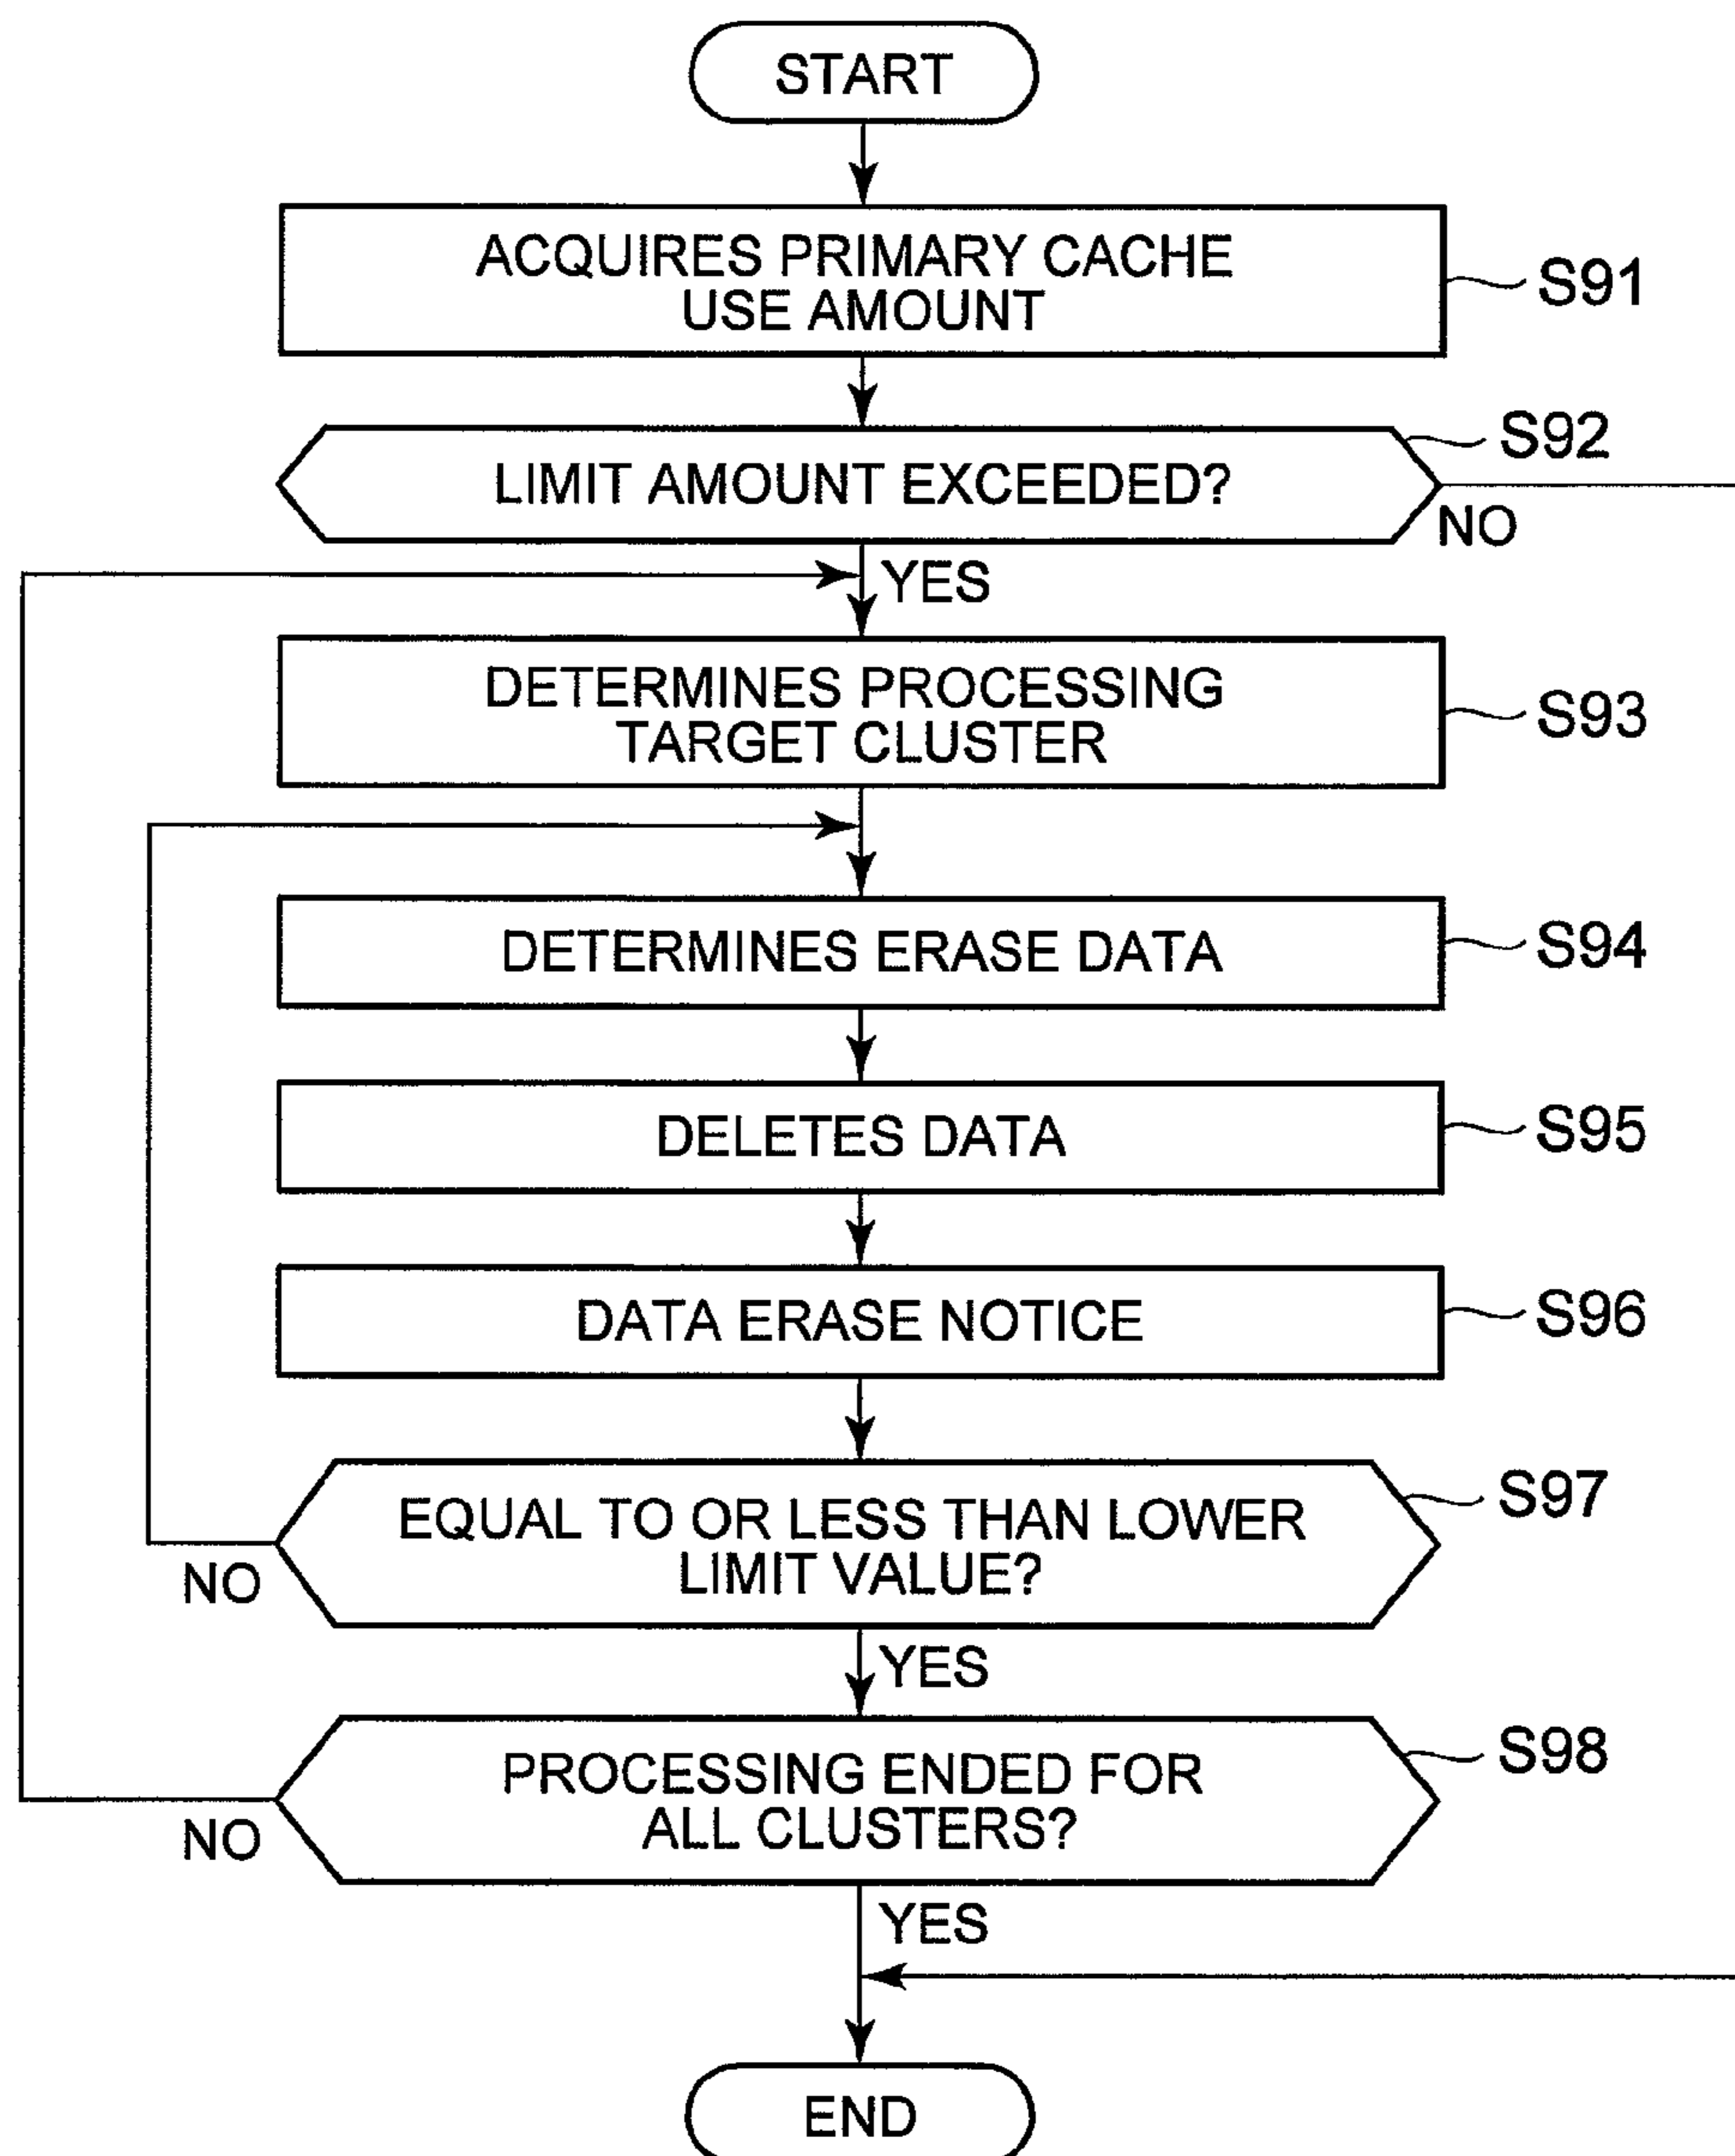 START
ACQUIRES PRIMARY CACHE
USE AMOUNT
S91
LIMIT AMOUNT EXCEEDED?
S92
NO
YES
DETERMINES PROCESSING
TARGET CLUSTER
S93
DETERMINES ERASE DATA
S94
DELETES DATA
S95
DATA ERASE NOTICE
S96
EQUAL TO OR LESS THAN LOWER
LIMIT VALUE?
S97
NO
YES
PROCESSING ENDED FOR
ALL CLUSTERS?
S98
NO
YES
END